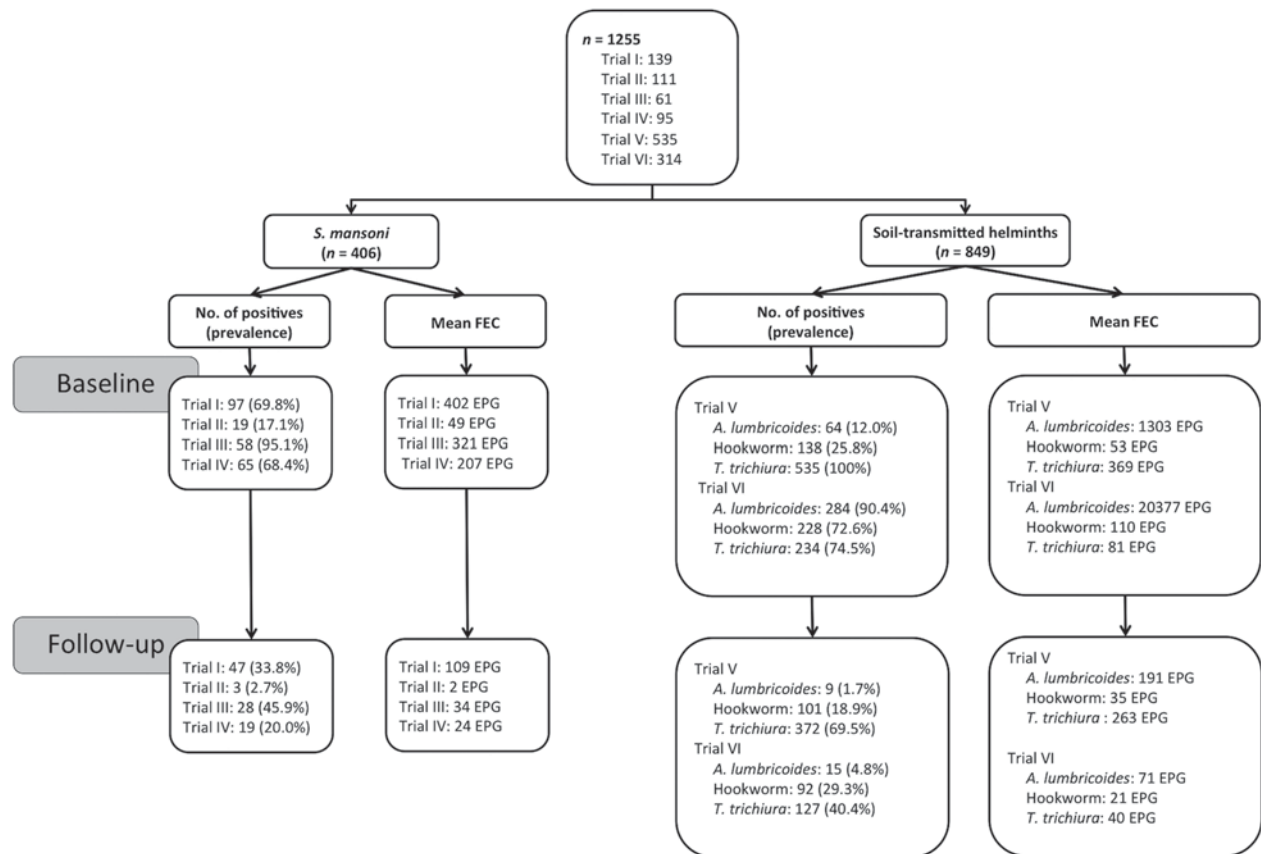 n = 1255
Trial I: 139
Trial II: 111
Trial III: 61
Trial IV: 95
Trial V: 535
Trial VI: 314
S. mansoni
(n = 406)
Soil-transmitted helminths
(n = 849)
No. of positives
(prevalence)
Mean FEC
No. of positives
(prevalence)
Mean FEC
Baseline
Trial I: 97 (69.8%)
Trial II: 19 (17.1%)
Trial III: 58 (95.1%)
Trial IV: 65 (68.4%)
Trial I: 402 EPG
Trial II: 49 EPG
Trial III: 321 EPG
Trial IV: 207 EPG
Trial V
A. lumbricoides: 64 (12.0%)
Hookworm: 138 (25.8%)
T. trichiura: 535 (100%)
Trial VI
A. lumbricoides: 284 (90.4%)
Hookworm: 228 (72.6%)
T. trichiura: 234 (74.5%)
Trial V
A. lumbricoides: 1303 EPG
Hookworm: 53 EPG
T. trichiura: 369 EPG
Trial VI
A. lumbricoides: 20377 EPG
Hookworm: 110 EPG
T. trichiura: 81 EPG
Follow-up
Trial I: 47 (33.8%)
Trial II: 3 (2.7%)
Trial III: 28 (45.9%)
Trial IV: 19 (20.0%)
Trial I: 109 EPG
Trial II: 2 EPG
Trial III: 34 EPG
Trial IV: 24 EPG
Trial V
A. lumbricoides: 9 (1.7%)
Hookworm: 101 (18.9%)
T. trichiura: 372 (69.5%)
Trial VI
A. lumbricoides: 15 (4.8%)
Hookworm: 92 (29.3%)
T. trichiura: 127 (40.4%)
Trial V
A. lumbricoides: 191 EPG
Hookworm: 35 EPG
T. trichiura : 263 EPG
Trial VI
A. lumbricoides: 71 EPG
Hookworm: 21 EPG
T. trichiura: 40 EPG